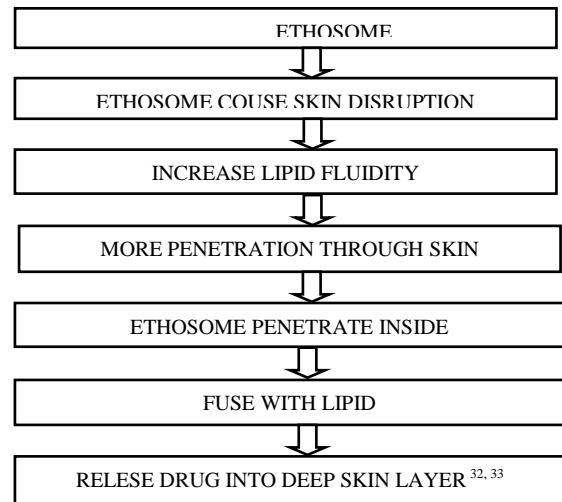 ETHOSOME
ETHOSOME COUSE SKIN DISRUPTION
INCREASE LIPID FLUIDITY
MORE PENETRATION THROUGH SKIN
ETHOSOME PENETRATE INSIDE
FUSE WITH LIPID
RELESE DRUG INTO DEEP SKIN LAYER 32, 33